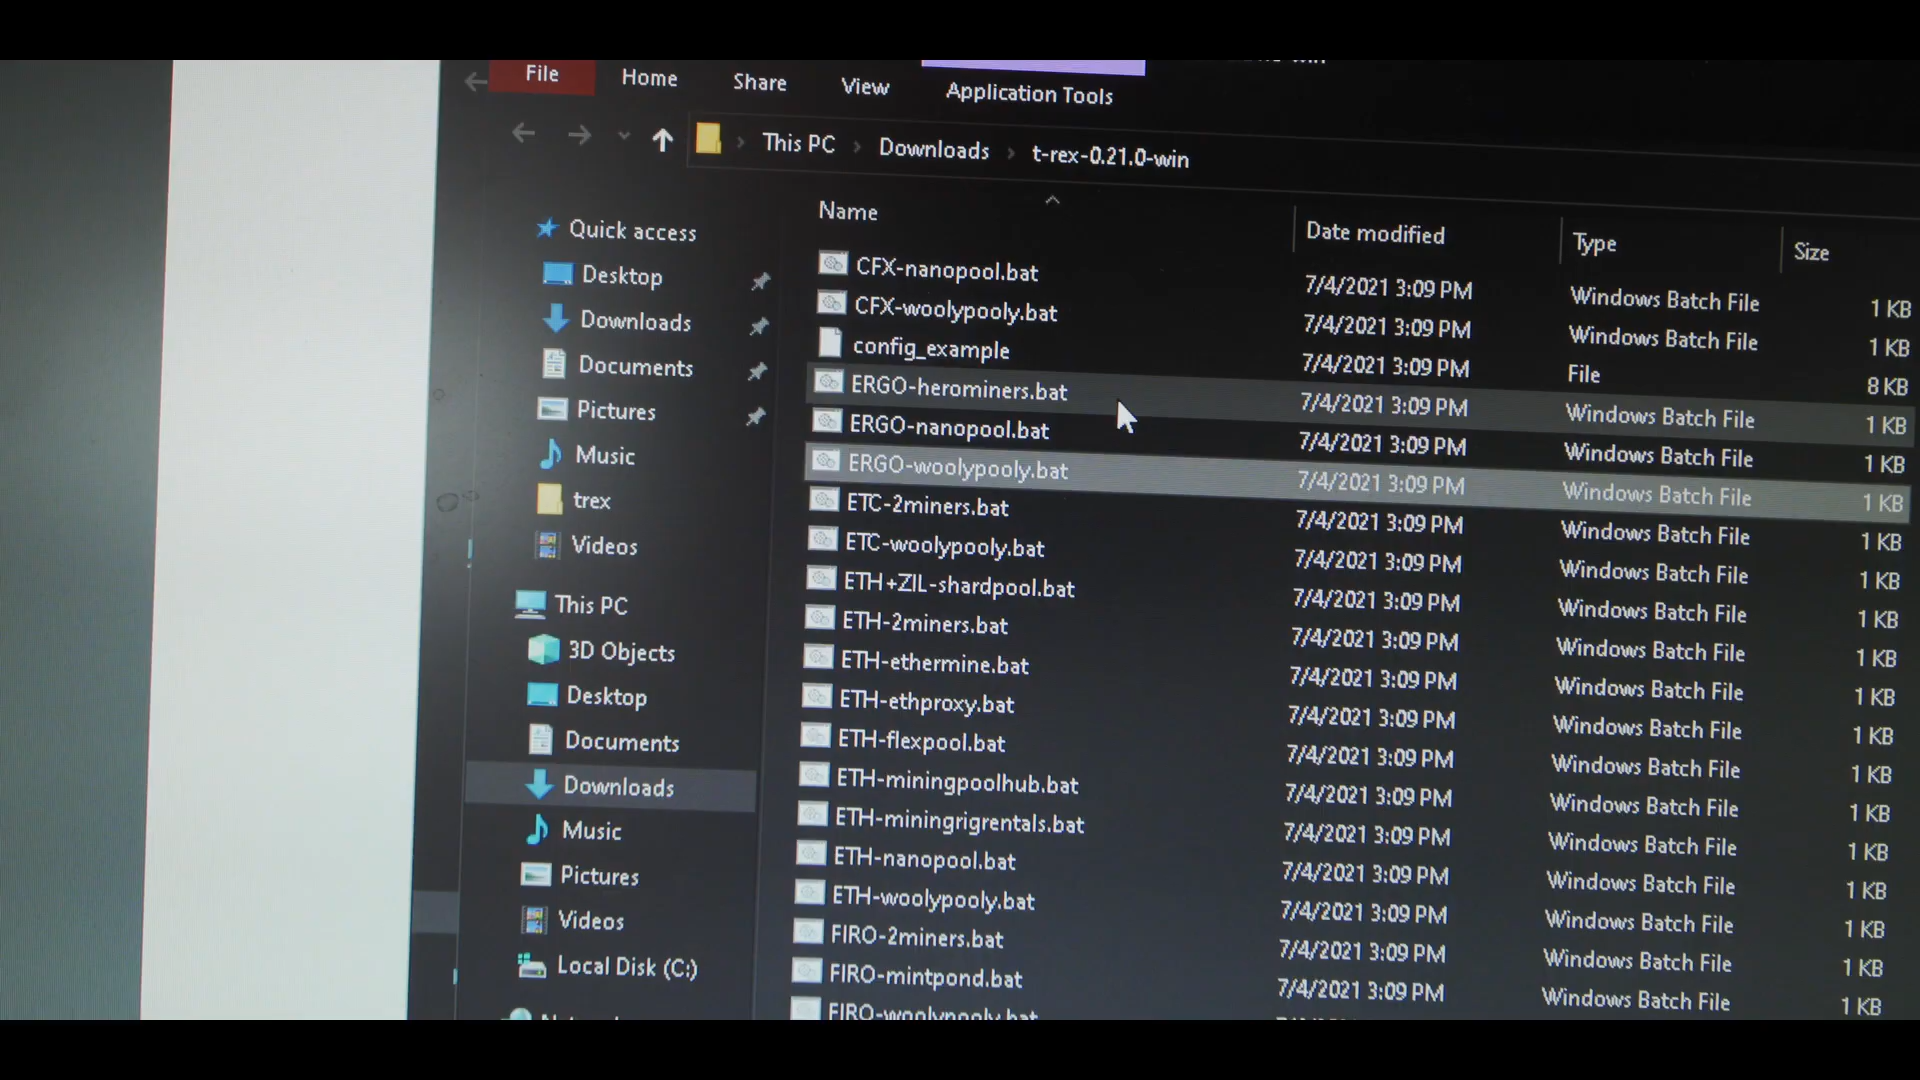 File Home Share View Application Tools
This PC > Downloads > t-rex-0.21.0-win
Name Date modified Type Size
Quick access
Desktop
Downloads
Documents
Pictures
Music
trex
Videos
This PC
3D Objects
Desktop
Documents
Downloads
Music
Pictures
Videos
Local Disk (C:)
CFX-nanopool.bat 7/4/2021 3:09 PM Windows Batch File 1 KB
CFX-woolypooly.bat 7/4/2021 3:09 PM Windows Batch File 1 KB
config_example 7/4/2021 3:09 PM File 8 KB
ERGO-herominers.bat 7/4/2021 3:09 PM Windows Batch File 1 KB
ERGO-nanopool.bat 7/4/2021 3:09 PM Windows Batch File 1 KB
ERGO-woolypooly.bat 7/4/2021 3:09 PM Windows Batch File 1 KB
ETC-2miners.bat 7/4/2021 3:09 PM Windows Batch File 1 KB
ETC-woolypooly.bat 7/4/2021 3:09 PM Windows Batch File 1 KB
ETH+ZIL-shardpool.bat 7/4/2021 3:09 PM Windows Batch File 1 KB
ETH-2miners.bat 7/4/2021 3:09 PM Windows Batch File 1 KB
ETH-ethermine.bat 7/4/2021 3:09 PM Windows Batch File 1 KB
ETH-ethproxy.bat 7/4/2021 3:09 PM Windows Batch File 1 KB
ETH-flexpool.bat 7/4/2021 3:09 PM Windows Batch File 1 KB
ETH-miningpoolhub.bat 7/4/2021 3:09 PM Windows Batch File 1 KB
ETH-miningrigrentals.bat 7/4/2021 3:09 PM Windows Batch File 1 KB
ETH-nanopool.bat 7/4/2021 3:09 PM Windows Batch File 1 KB
ETH-woolypooly.bat 7/4/2021 3:09 PM Windows Batch File 1 KB
FIRO-2miners.bat 7/4/2021 3:09 PM Windows Batch File 1 KB
FIRO-mintpond.bat 7/4/2021 3:09 PM Windows Batch File 1 KB
FIRO-woolypooly.bat